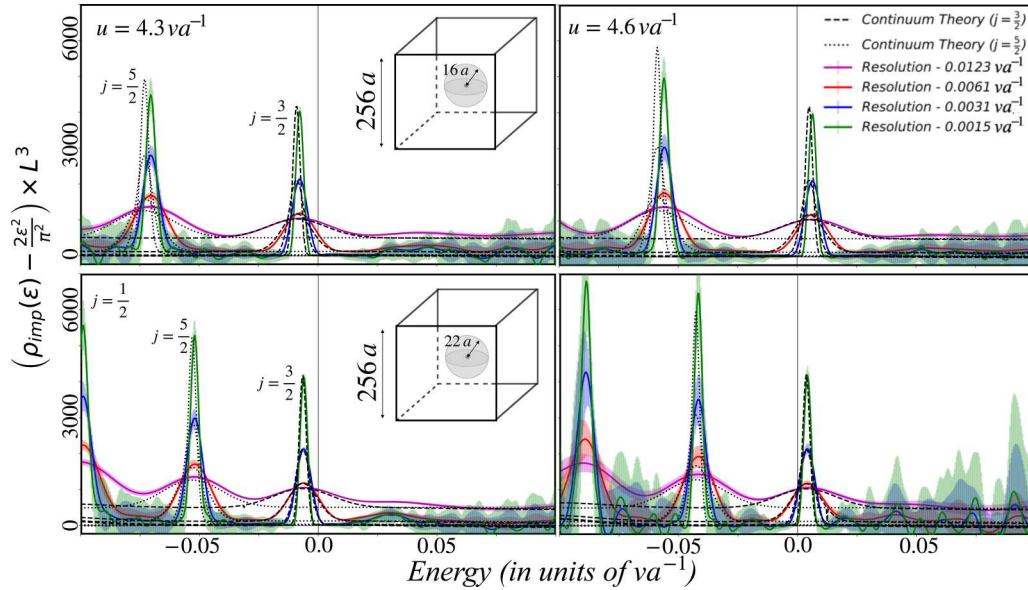 u = 4.3 va⁻¹
u = 4.6 va⁻¹
6000
3000
0
j = 5/2
j = 3/2
16 a
256 a
Continuum Theory (j = 3/2)
Continuum Theory (j = 5/2)
Resolution - 0.0123 va⁻¹
Resolution - 0.0061 va⁻¹
Resolution - 0.0031 va⁻¹
Resolution - 0.0015 va⁻¹
(ρ_imp(ε) − 2ε²/π²) × L³
6000
3000
0
j = 1/2
j = 5/2
j = 3/2
22 a
256 a
−0.05 0.0 0.05
−0.05 0.0 0.05
Energy (in units of va⁻¹)